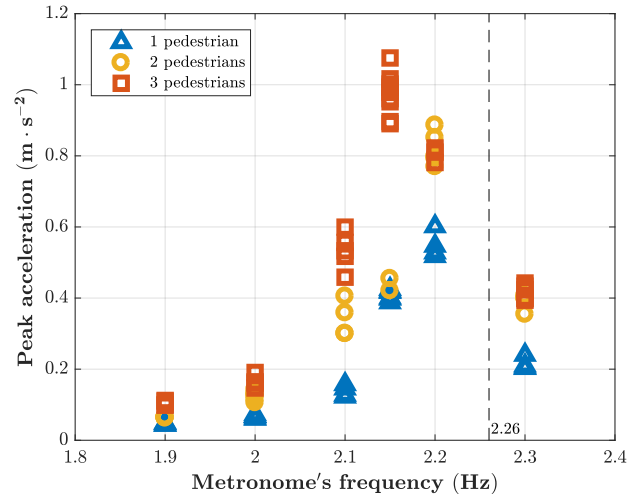 1.2
1
0.8
0.6
0.4
0.2
0
Peak acceleration (m · s⁻²)
1 pedestrian
2 pedestrians
3 pedestrians
2.26
1.8 1.9 2 2.1 2.2 2.3 2.4
Metronome's frequency (Hz)